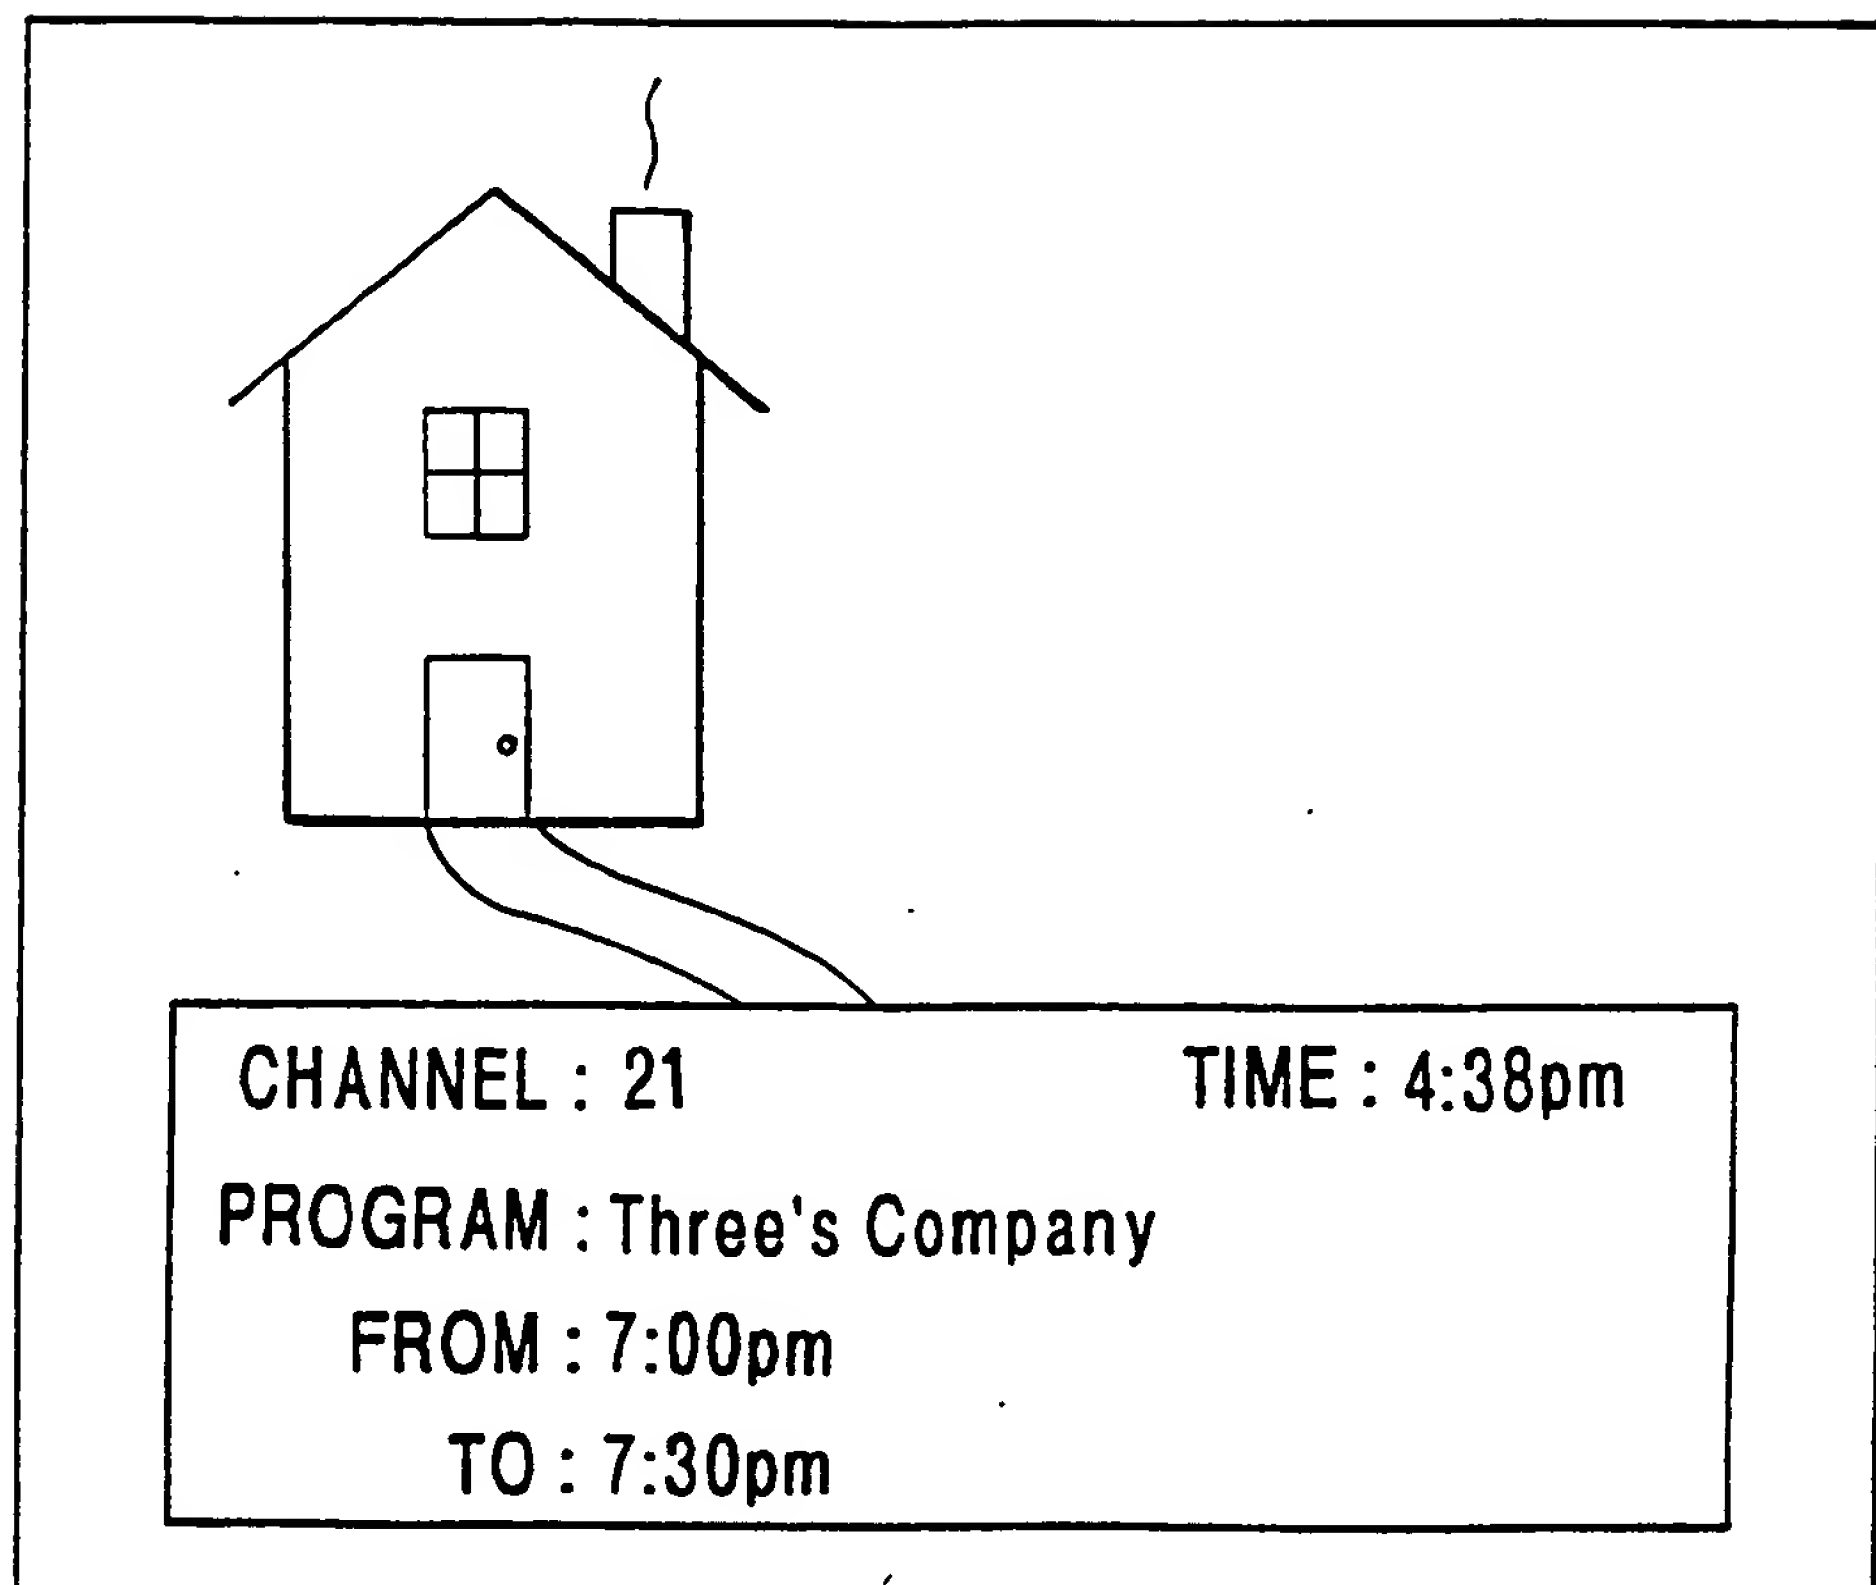 CHANNEL : 21 TIME : 4:38pm
PROGRAM : Three's Company
FROM : 7:00pm
TO : 7:30pm